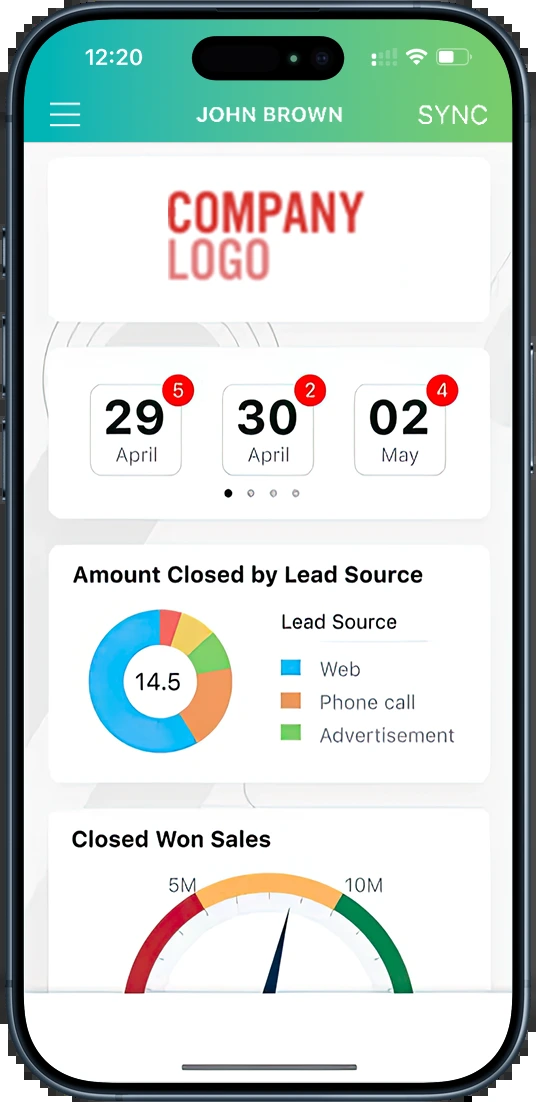 12:20
JOHN BROWN
SYNC
COMPANY
LOGO
5
2
4
29
30
02
April
April
May
Amount Closed by Lead Source
Lead Source
14.5
Web
Phone call
Advertisement
Closed Won Sales
5M
10M